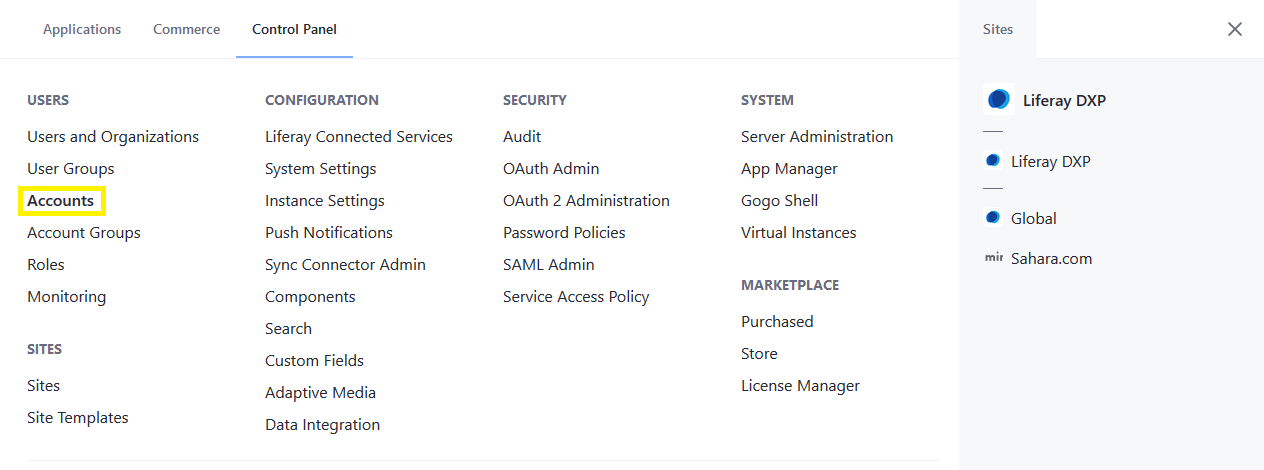 Applications Commerce Control Panel
USERS
Users and Organizations
User Groups
Accounts
Account Groups
Roles
Monitoring
SITES
Sites
Site Templates
CONFIGURATION
Liferay Connected Services
System Settings
Instance Settings
Push Notifications
Sync Connector Admin
Components
Search
Custom Fields
Adaptive Media
Data Integration
SECURITY
Audit
OAuth Admin
OAuth 2 Administration
Password Policies
SAML Admin
Service Access Policy
SYSTEM
Server Administration
App Manager
Gogo Shell
Virtual Instances
MARKETPLACE
Purchased
Store
License Manager
Sites
Liferay DXP
Liferay DXP
Global
mir Sahara.com